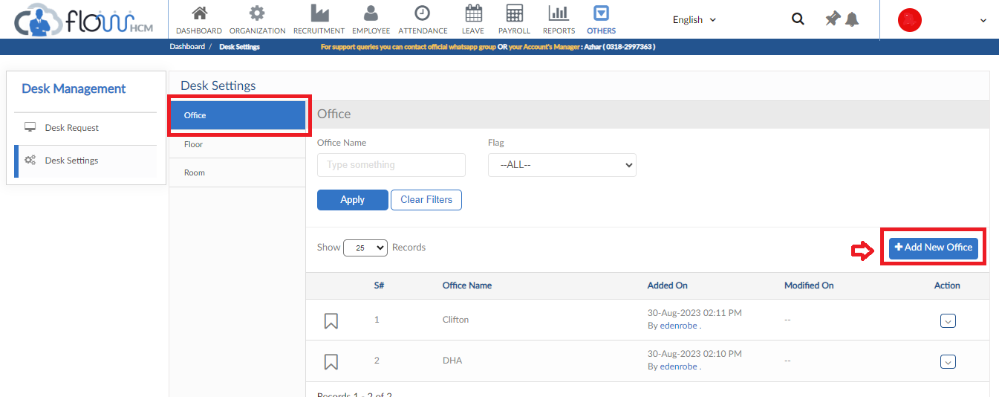 flowHCM
DASHBOARD ORGANIZATION RECRUITMENT EMPLOYEE ATTENDANCE LEAVE PAYROLL REPORTS OTHERS
English
Dashboard / Desk Settings
For support queries you can contact official whatsapp group OR your Account's Manager : Azhar ( 0318-2997363 )
Desk Management
Desk Request
Desk Settings
Desk Settings
Office
Floor
Room
Office
Office Name Flag
Type something --ALL--
Apply Clear Filters
Show 25 Records
+ Add New Office
S# Office Name Added On Modified On Action
1 Clifton 30-Aug-2023 02:11 PM --
By edenrobe .
2 DHA 30-Aug-2023 02:10 PM --
By edenrobe .
Records 1 - 2 of 2